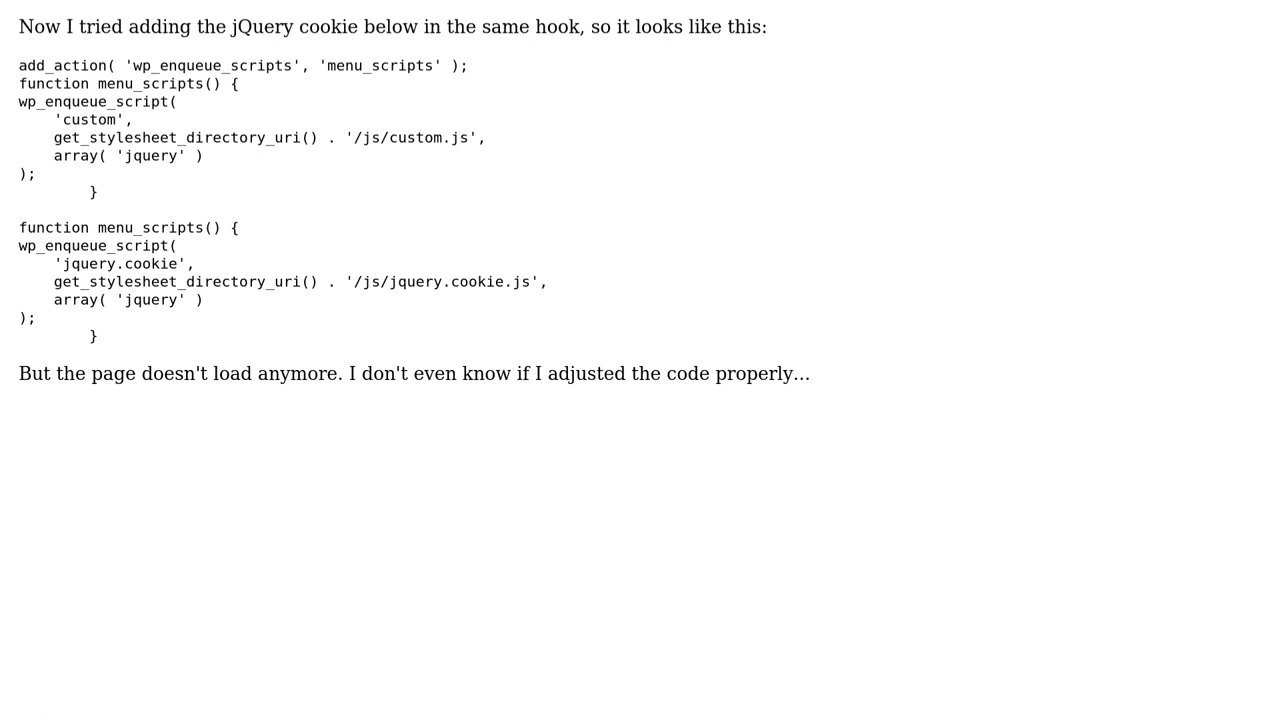 Now I tried adding the jQuery cookie below in the same hook, so it looks like this:
add_action( 'wp_enqueue_scripts', 'menu_scripts' );
function menu_scripts() {
wp_enqueue_script(
    'custom',
    get_stylesheet_directory_uri() . '/js/custom.js',
    array( 'jquery' )
);
        }

function menu_scripts() {
wp_enqueue_script(
    'jquery.cookie',
    get_stylesheet_directory_uri() . '/js/jquery.cookie.js',
    array( 'jquery' )
);
        }
But the page doesn't load anymore. I don't even know if I adjusted the code properly...